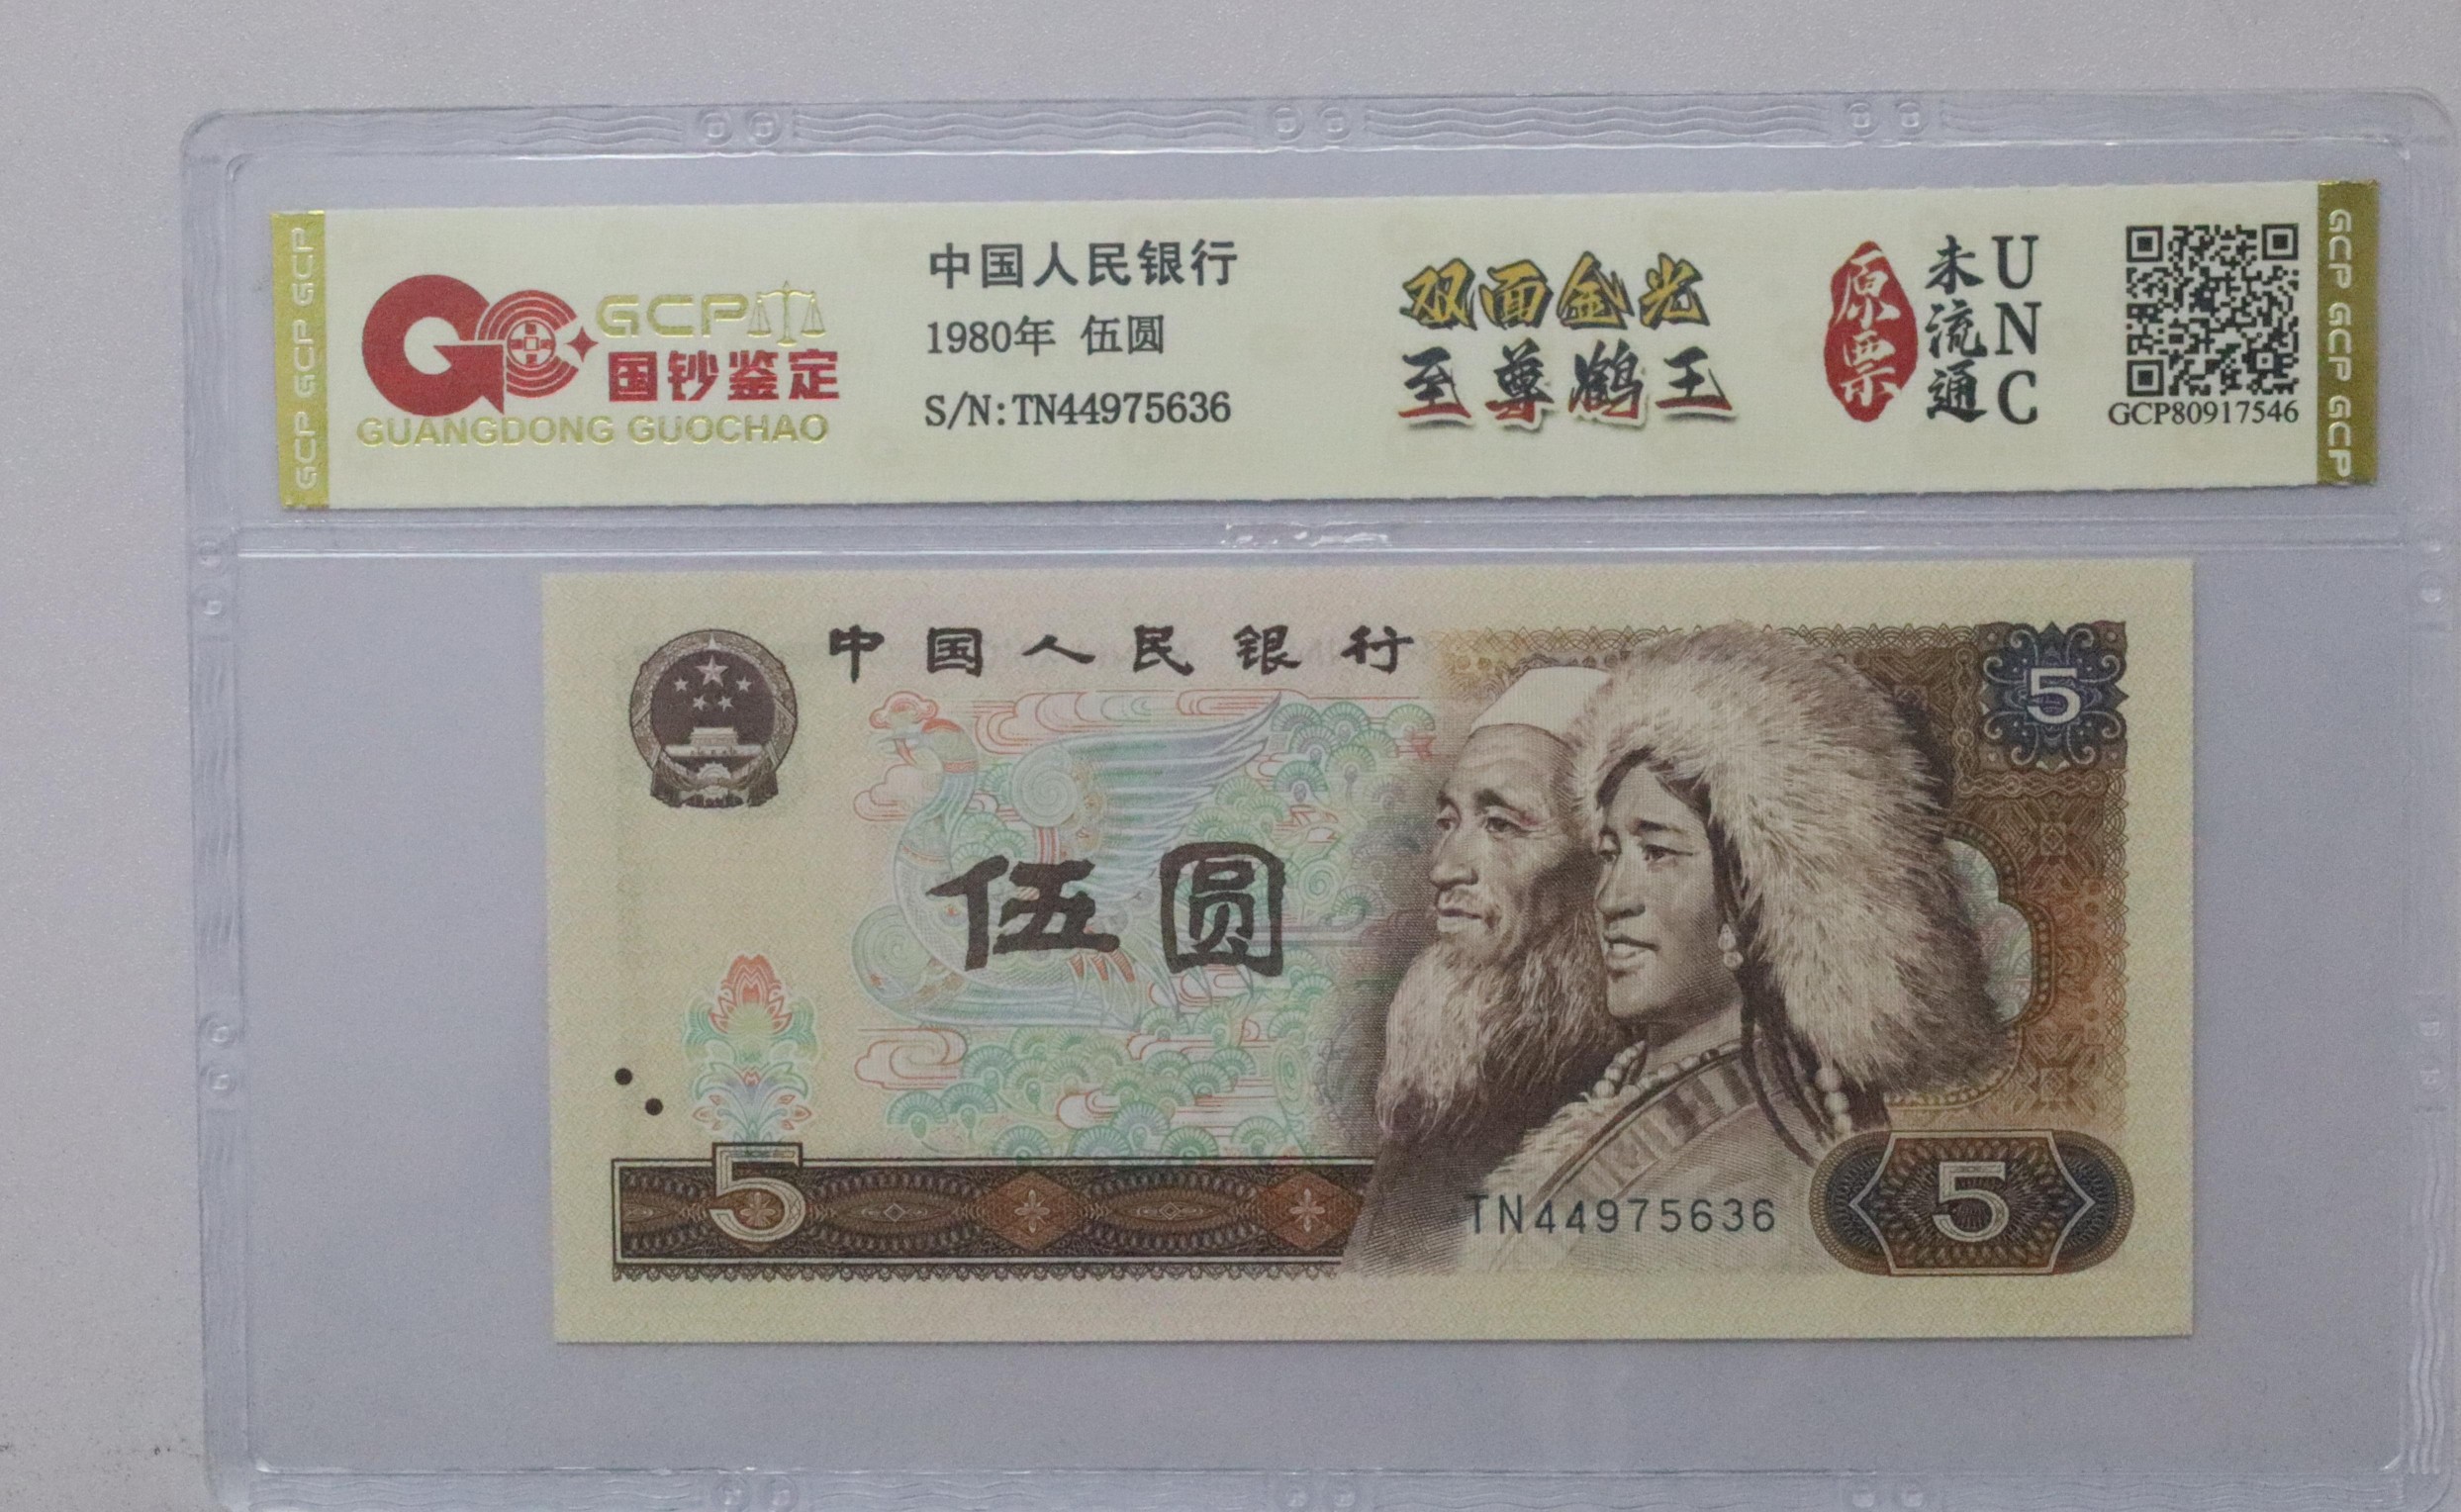 GCP GCP GCP
GCP
国钞鉴定
GUANGDONG GUOCHAO
中国人民银行
1980年 伍圆
S/N:TN44975636
双面金光
至尊鹤王
原票
未流通
UNC
GCP80917546
GCP GCP GCP
中国人民银行
5
伍圆
5
TN44975636
5